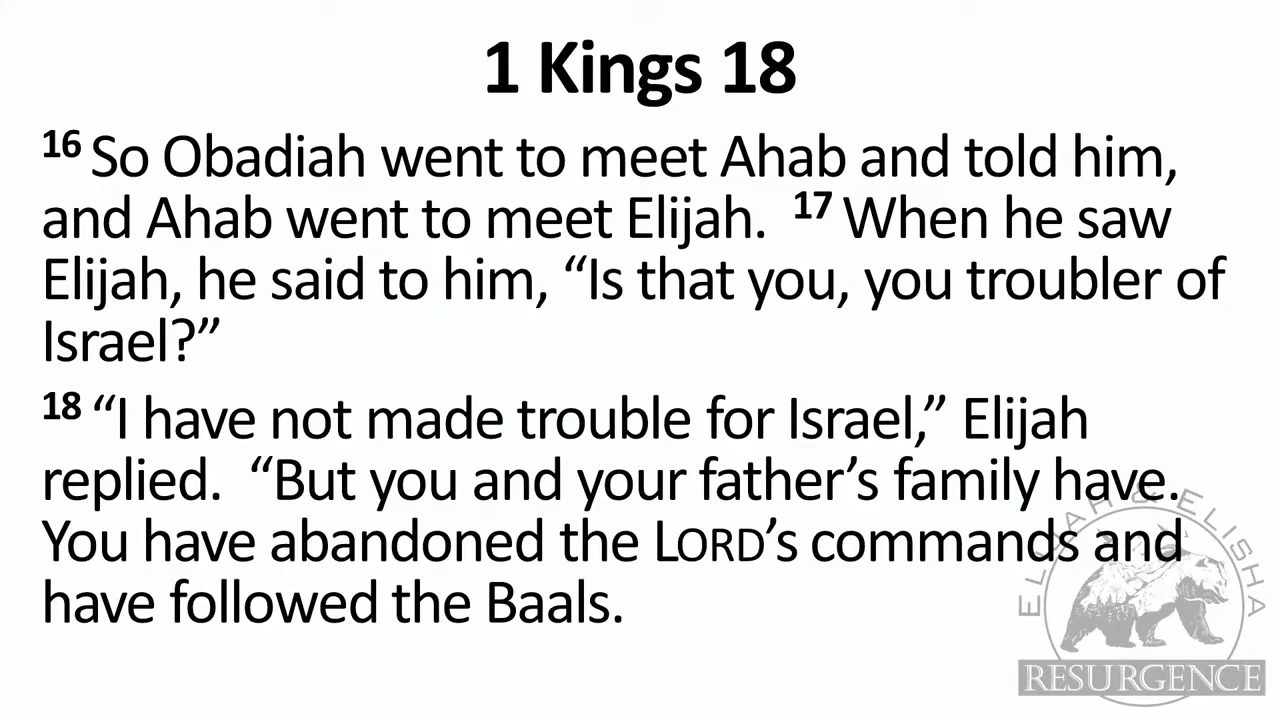 1 Kings 18
16 So Obadiah went to meet Ahab and told him,
and Ahab went to meet Elijah.  17 When he saw
Elijah, he said to him, “Is that you, you troubler of
Israel?”
18 “I have not made trouble for Israel,” Elijah
replied.  “But you and your father’s family have.
You have abandoned the LORD’s commands and
have followed the Baals.
ELIJAH & ELISHA
RESURGENCE